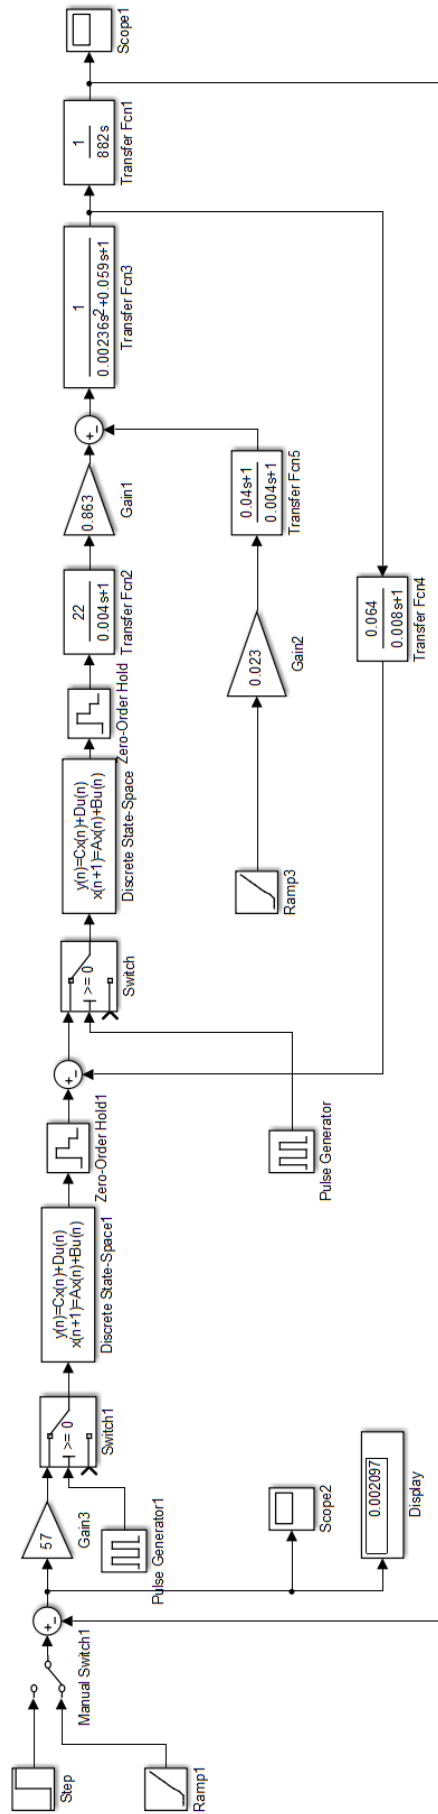 Step
Ramp1
Manual Switch1
+-
57
Gain3
Pulse Generator1
Scope2
0.002097
Display
>= 0
Switch1
y(n)=Cx(n)+Du(n)
x(n+1)=Ax(n)+Bu(n)
Discrete State-Space1
Zero-Order Hold1
+-
Pulse Generator
>= 0
Switch
y(n)=Cx(n)+Du(n)
x(n+1)=Ax(n)+Bu(n)
Discrete State-Space
Zero-Order Hold
22
0.004s+1
Transfer Fcn2
0.863
Gain1
+-
Ramp3
0.023
Gain2
0.04s+1
0.004s+1
Transfer Fcn5
0.064
0.008s+1
Transfer Fcn4
1
0.00236s²+0.059s+1
Transfer Fcn3
1
882s
Transfer Fcn1
Scope1